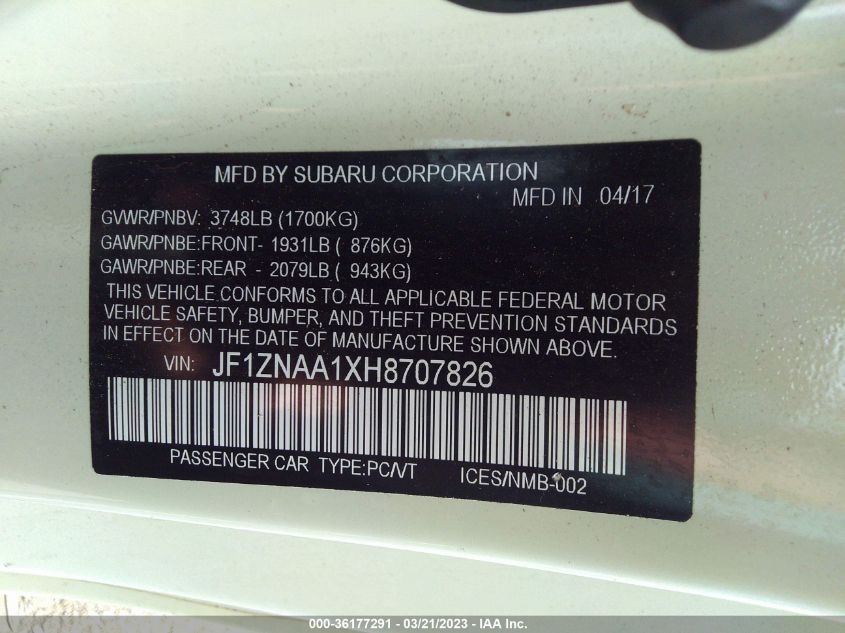 MFD BY SUBARU CORPORATION
MFD IN 04/17
GVWR/PNBV: 3748LB (1700KG)
GAWR/PNBE:FRONT- 1931LB ( 876KG)
GAWR/PNBE:REAR - 2079LB ( 943KG)
THIS VEHICLE CONFORMS TO ALL APPLICABLE FEDERAL MOTOR
VEHICLE SAFETY, BUMPER, AND THEFT PREVENTION STANDARDS
IN EFFECT ON THE DATE OF MANUFACTURE SHOWN ABOVE.
VIN: JF1ZNAA1XH8707826
PASSENGER CAR TYPE:PC/VT ICES/NMB-002
000-36177291 - 03/21/2023 - IAA Inc.